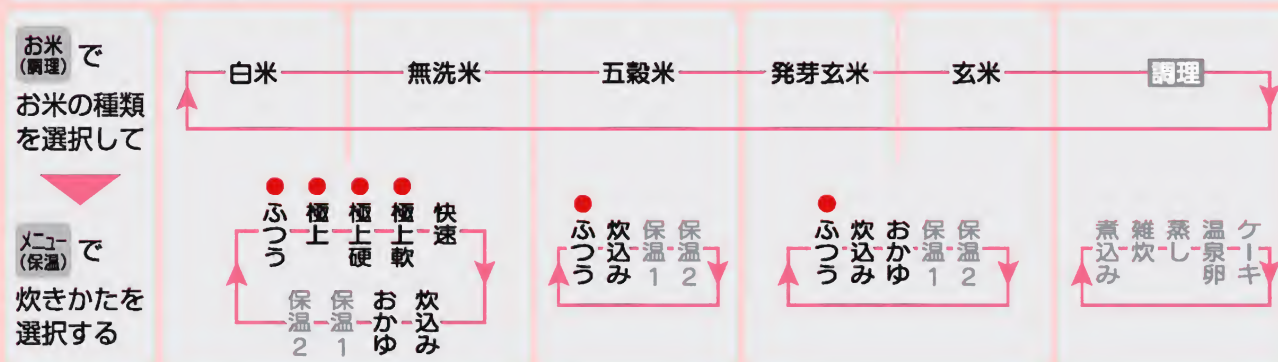 お米
(調理)
で
お米の種類
を選択して
メニュー
(保温)
で
炊きかたを
選択する
白米
無洗米
五穀米
発芽玄米
玄米
調理
ふつう
極上
極上硬
極上軟
快速
炊込み
おかゆ
保温1
保温2
ふつう
炊込み
保温1
保温2
ふつう
炊込み
おかゆ
保温1
保温2
煮込み
雑炊
蒸し
温泉卵
ケーキ